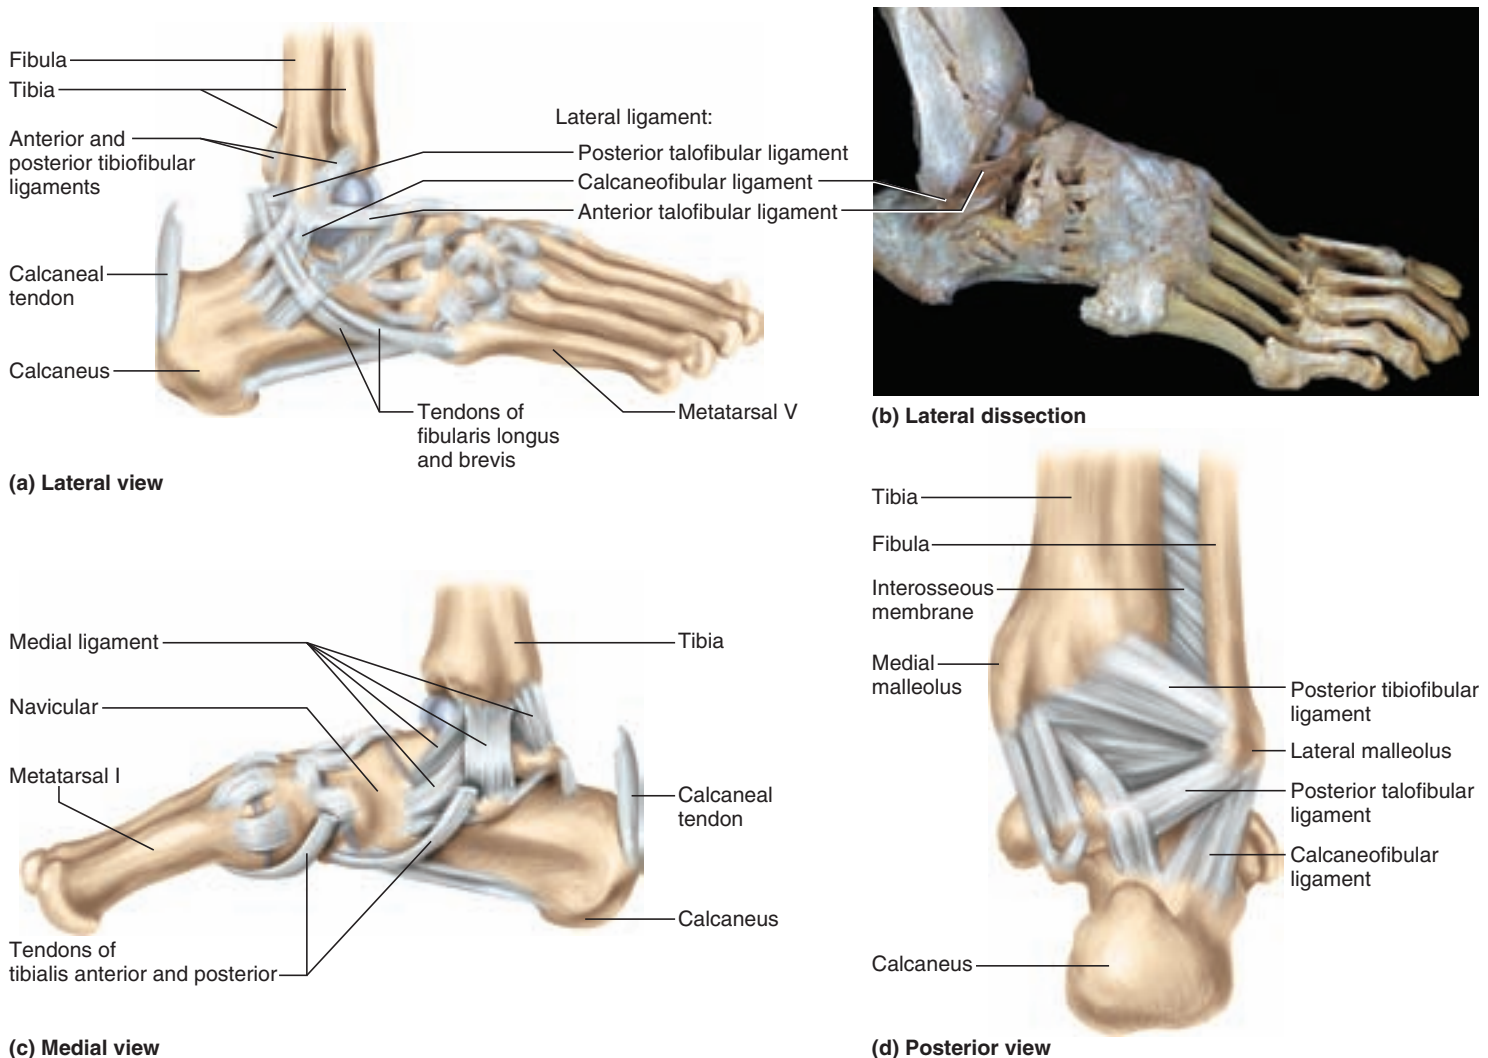 Fibula
Tibia
Anterior and
posterior tibiofibular
ligaments
Calcaneal
tendon
Calcaneus
Lateral ligament:
Posterior talofibular ligament
Calcaneofibular ligament
Anterior talofibular ligament
Tendons of
fibularis longus
and brevis
Metatarsal V
(a) Lateral view
(b) Lateral dissection
Medial ligament
Navicular
Metatarsal I
Tendons of
tibialis anterior and posterior
Tibia
Calcaneal
tendon
Calcaneus
(c) Medial view
Tibia
Fibula
Interosseous
membrane
Medial
malleolus
Calcaneus
Posterior tibiofibular
ligament
Lateral malleolus
Posterior talofibular
ligament
Calcaneofibular
ligament
(d) Posterior view